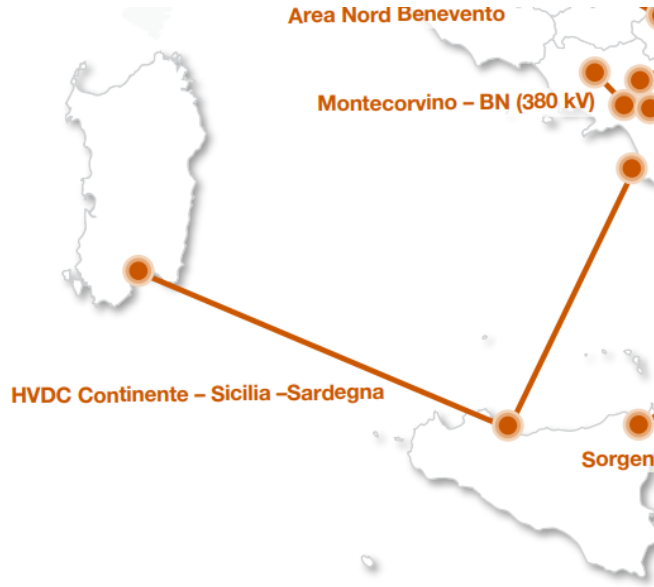 Area Nord Benevento
Montecorvino – BN (380 kV)
HVDC Continente – Sicilia –Sardegna
Sorgen